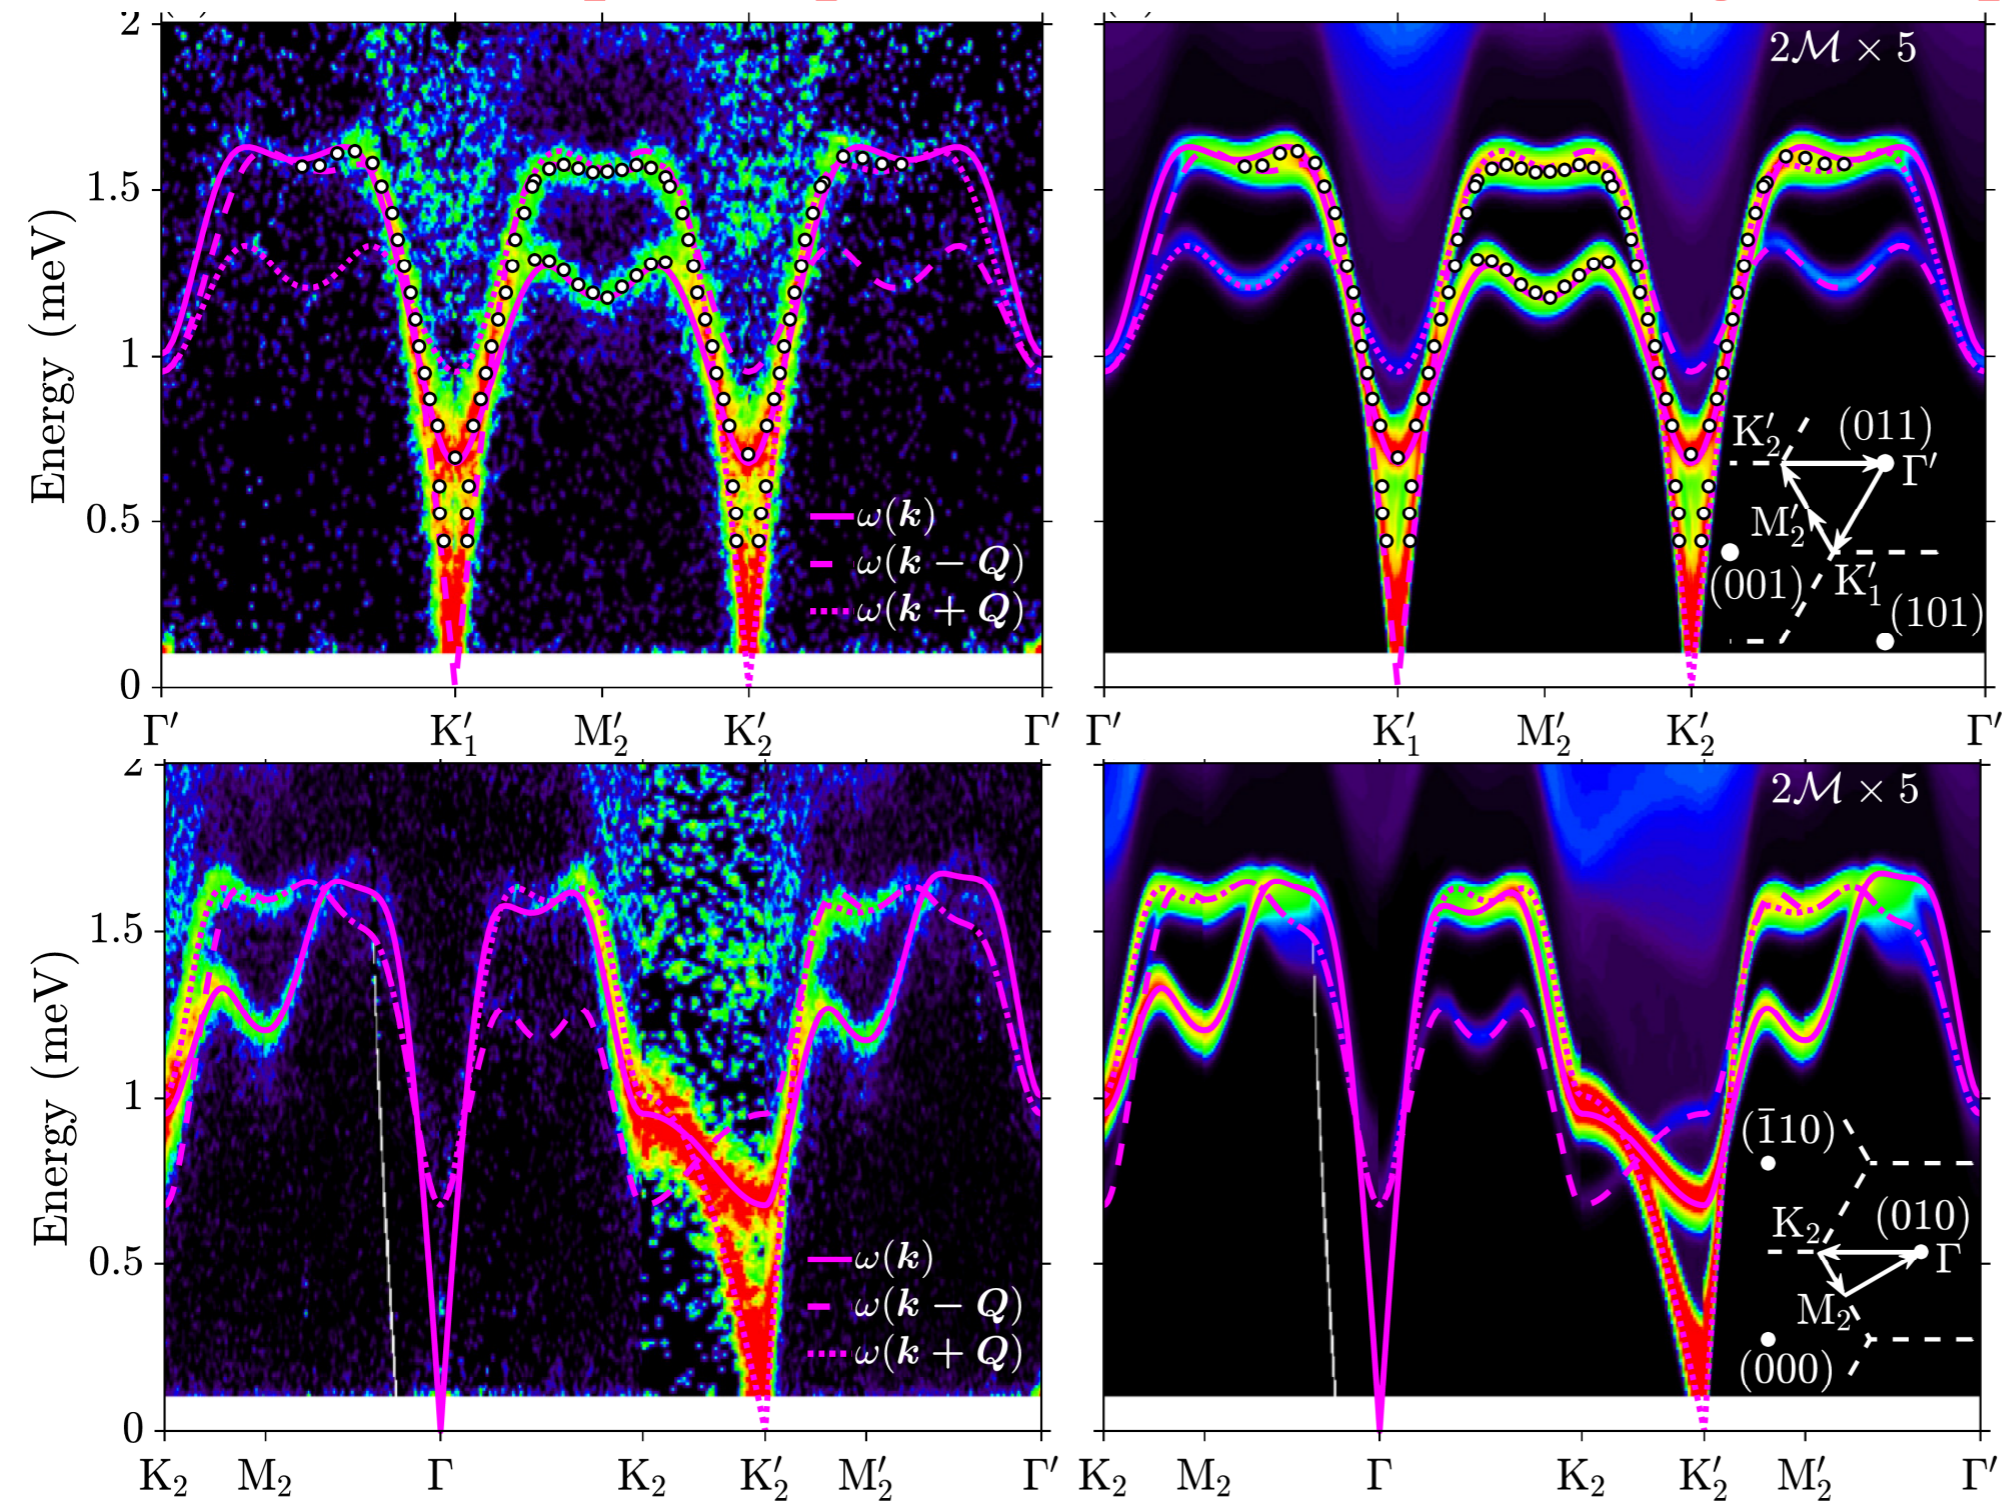 2
1.5
1
0.5
0
Energy (meV)
ω(k)
ω(k − Q)
ω(k + Q)
Γ′ K′₁ M′₂ K′₂ Γ′
2ℳ × 5
K′₂ (011)
Γ′
M′₂
(001) K′₁
(101)
Γ′ K′₁ M′₂ K′₂ Γ′
2
1.5
1
0.5
0
Energy (meV)
ω(k)
ω(k − Q)
ω(k + Q)
K₂ M₂ Γ K₂ K′₂ M′₂ Γ′
2ℳ × 5
(1̄10)
K₂ (010)
Γ
M₂
(000)
K₂ M₂ Γ K₂ K′₂ M′₂ Γ′